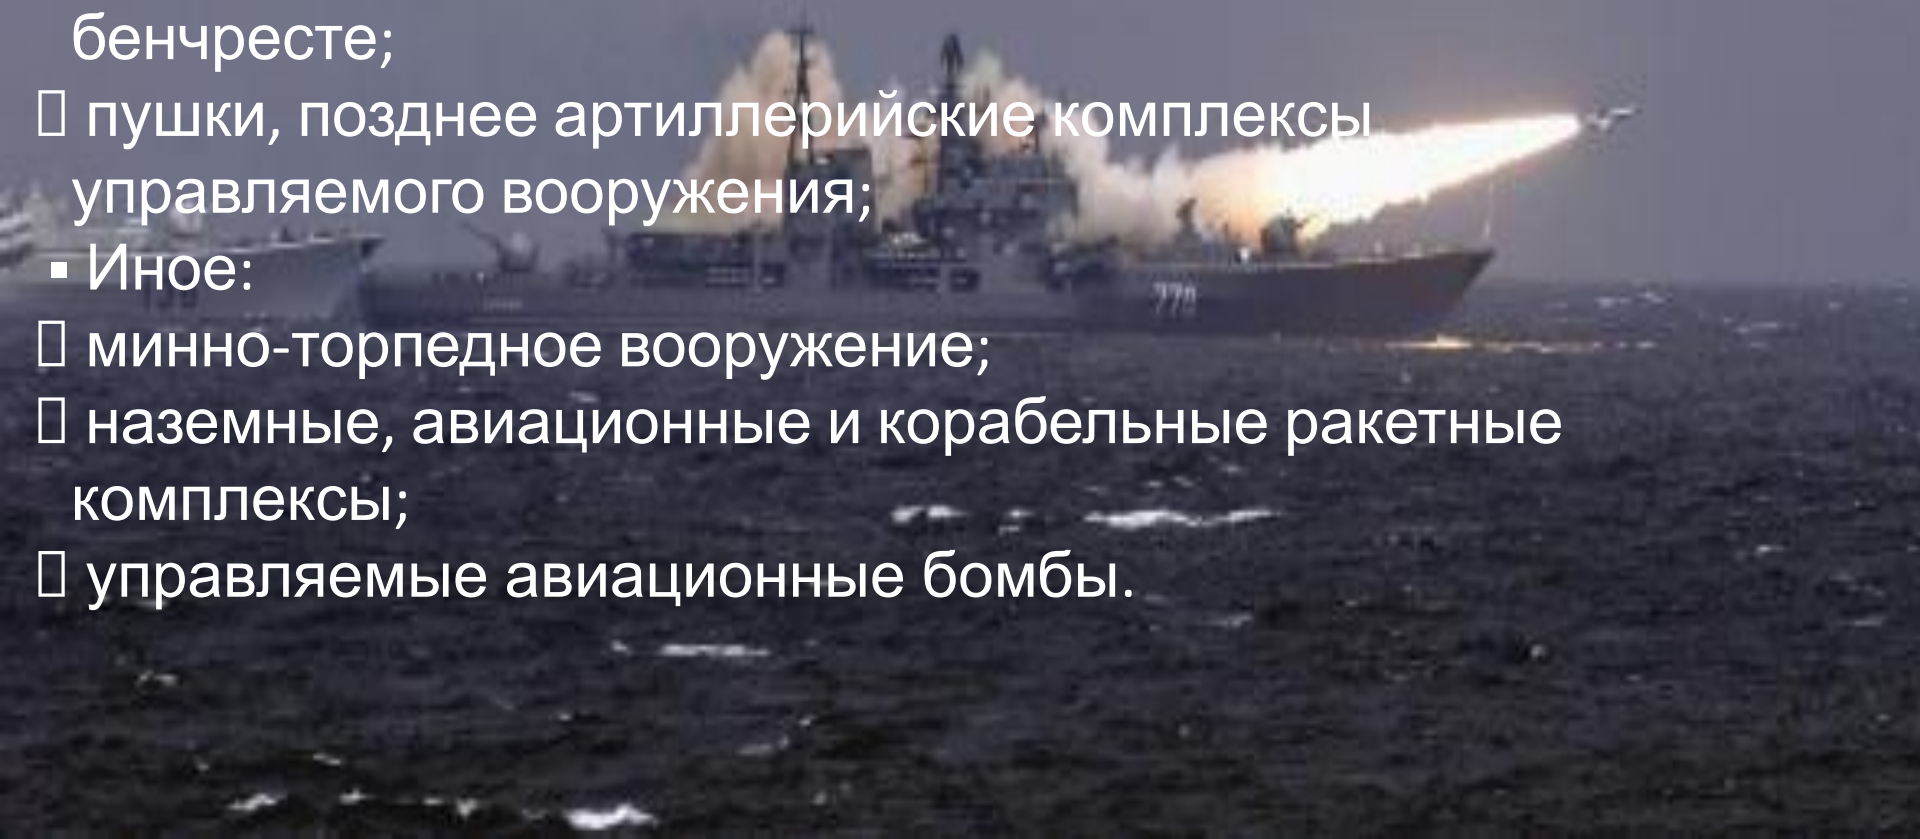 бенчресте;
пушки, позднее артиллерийские комплексы
управляемого вооружения;
▪ Иное:
минно-торпедное вооружение;
наземные, авиационные и корабельные ракетные
комплексы;
управляемые авиационные бомбы.